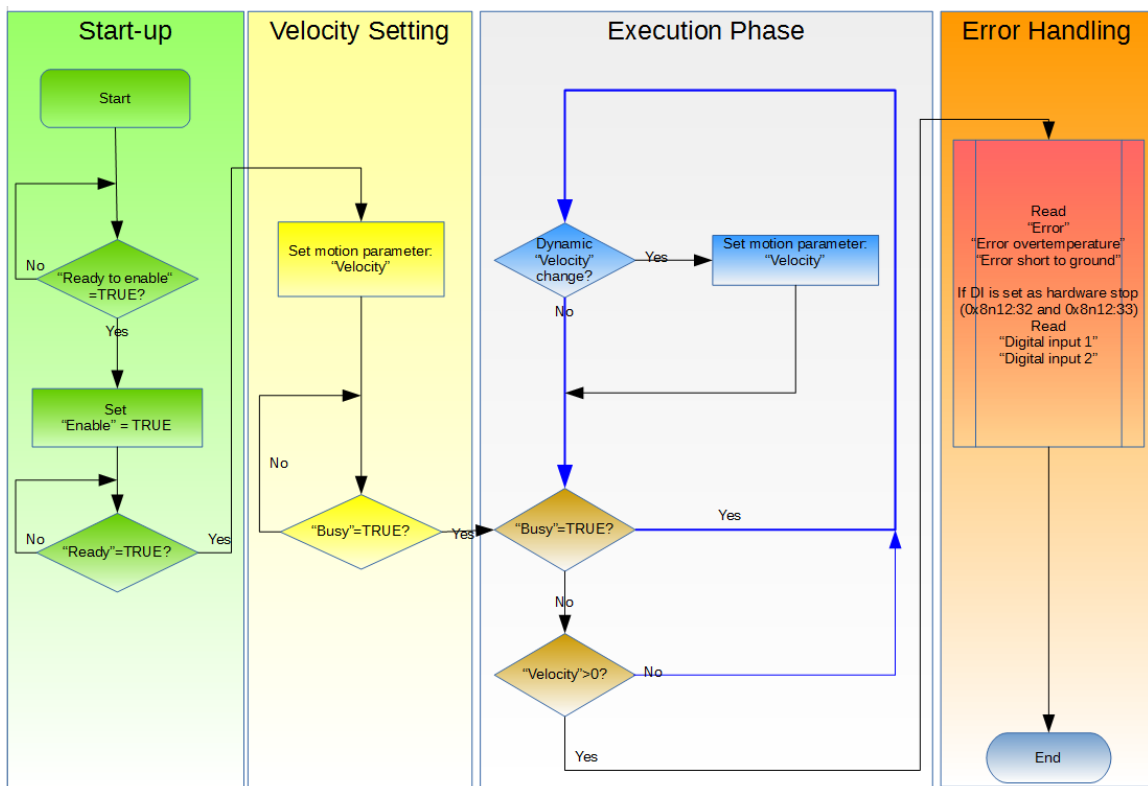 Start-up
Start
No
“Ready to enable“
=TRUE?
Yes
Set
“Enable” = TRUE
No
“Ready”=TRUE?
Yes
Velocity Setting
Set motion parameter:
“Velocity”
No
“Busy”=TRUE?
Yes
Execution Phase
Dynamic
“Velocity”
change?
Yes
Set motion parameter:
“Velocity”
No
“Busy”=TRUE?
Yes
No
“Velocity”>0?
No
Yes
Error Handling
Read
“Error”
“Error overtemperature”
“Error short to ground”
If DI is set as hardware stop
(0x8n12:32 and 0x8n12:33)
Read
“Digital input 1”
“Digital input 2”
End